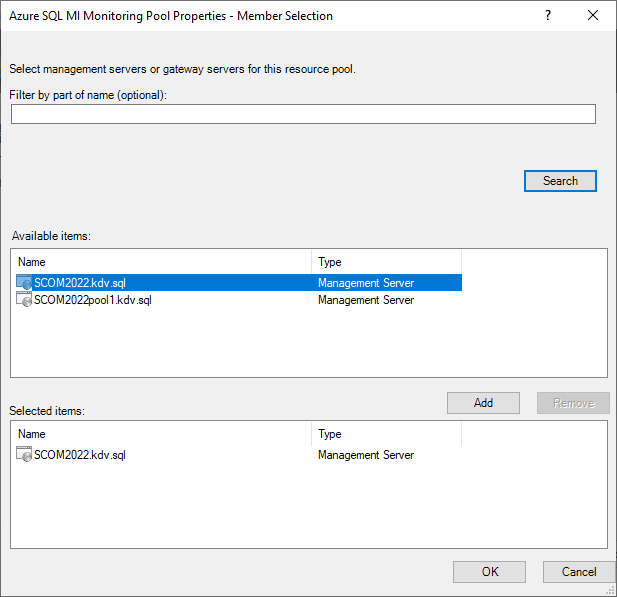 Azure SQL MI Monitoring Pool Properties - Member Selection
?
Select management servers or gateway servers for this resource pool.
Filter by part of name (optional):
Search
Available items:
Name Type
SCOM2022.kdv.sql Management Server
SCOM2022pool1.kdv.sql Management Server
Add Remove
Selected items:
Name Type
SCOM2022.kdv.sql Management Server
OK Cancel